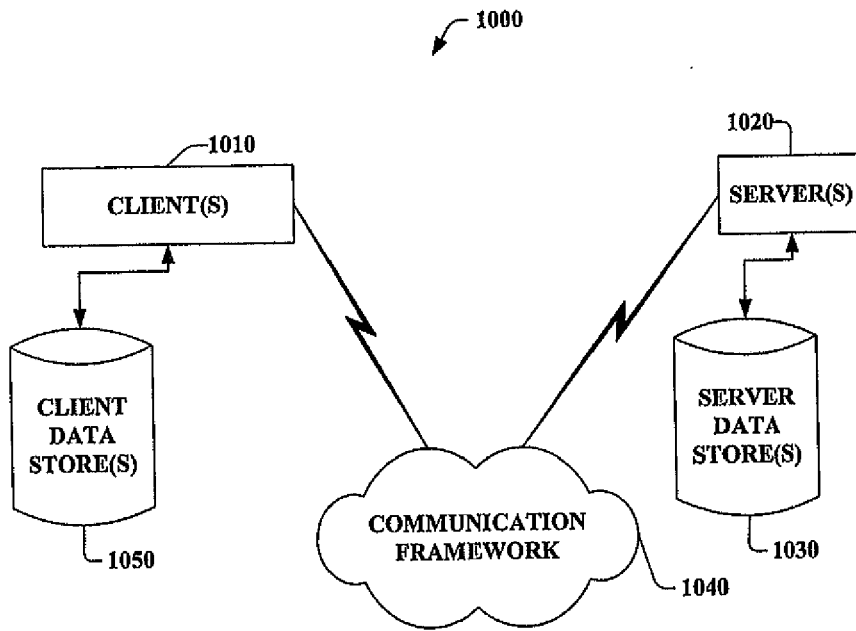 1000
1010
CLIENT(S)
1020
SERVER(S)
CLIENT
DATA
STORE(S)
1050
COMMUNICATION
FRAMEWORK
1040
SERVER
DATA
STORE(S)
1030